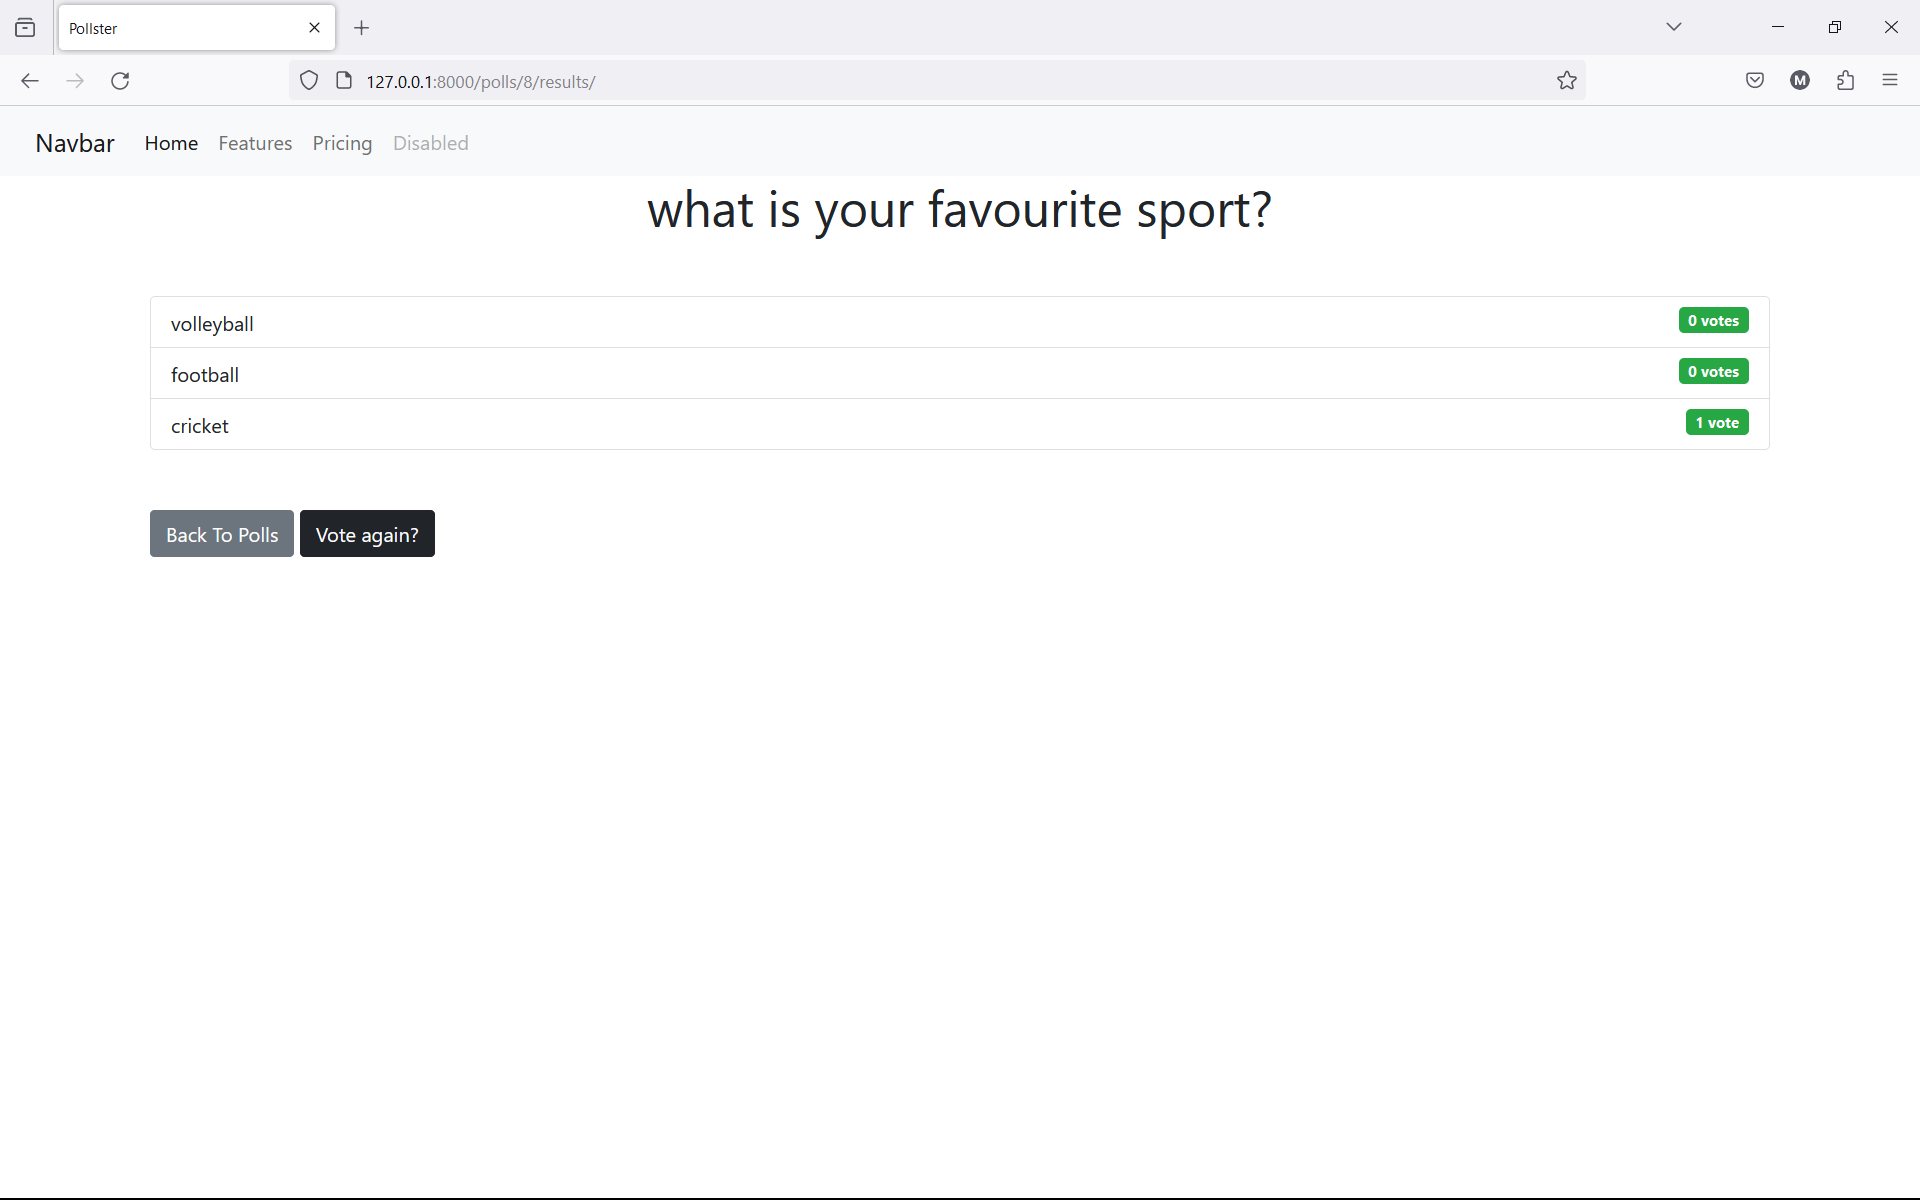 Pollster
127.0.0.1:8000/polls/8/results/
M
Navbar Home Features Pricing Disabled
what is your favourite sport?
volleyball 0 votes
football 0 votes
cricket 1 vote
Back To Polls Vote again?